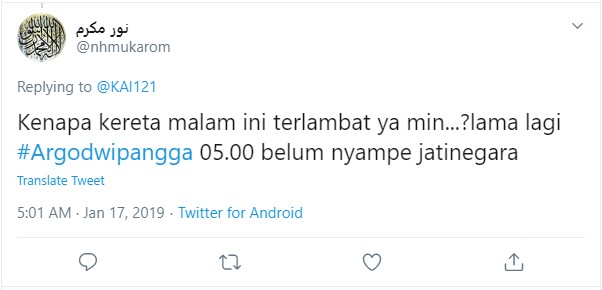 نور مكرم
@nhmukarom
Replying to @KAI121
Kenapa kereta malam ini terlambat ya min...?lama lagi
#Argodwipangga 05.00 belum nyampe jatinegara
Translate Tweet
5:01 AM · Jan 17, 2019 · Twitter for Android